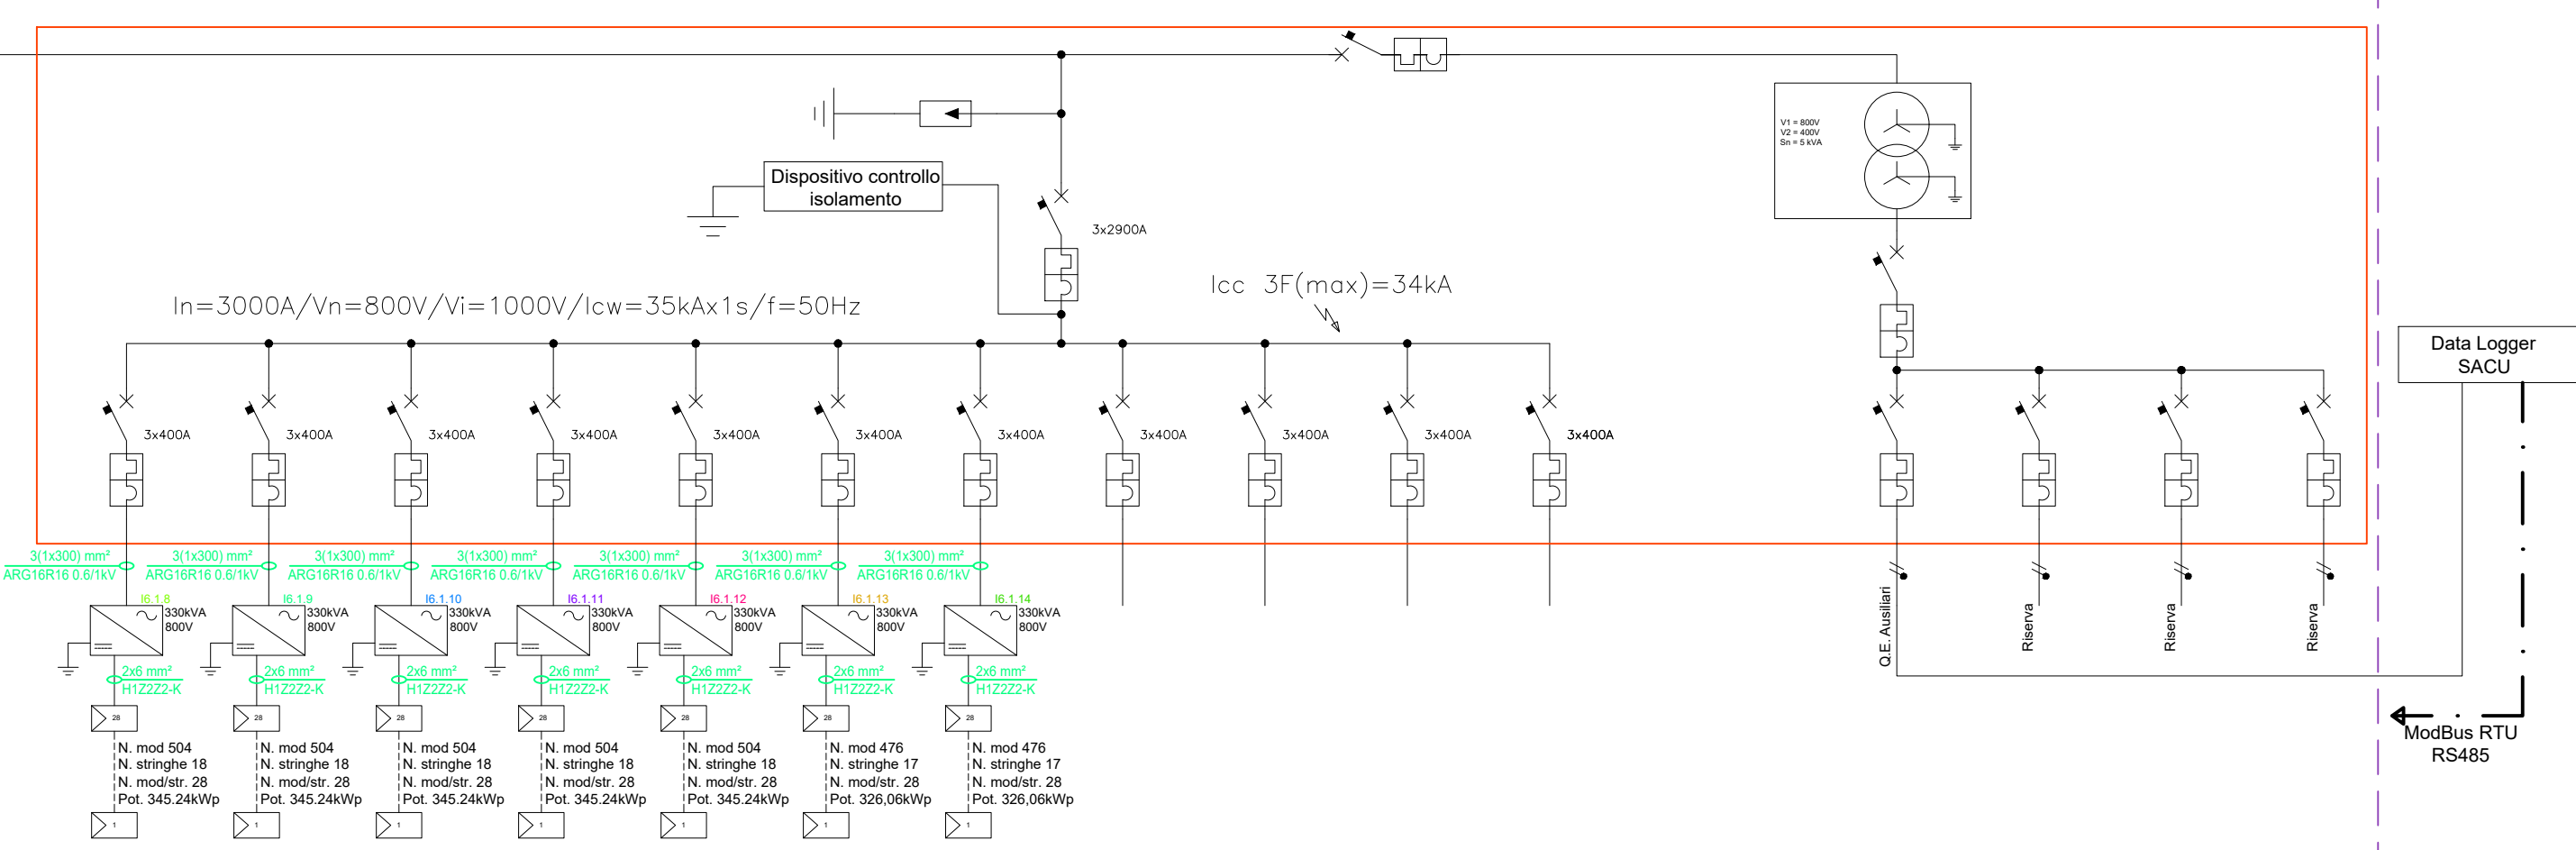 V1 = 800V
V2 = 400V
Sn = 5 kVA
Dispositivo controllo
isolamento
3x2900A
In=3000A/Vn=800V/Vi=1000V/Icw=35kAx1s/f=50Hz
Icc 3F(max)=34kA
Data Logger
SACU
3x400A 3x400A 3x400A 3x400A 3x400A 3x400A 3x400A 3x400A 3x400A 3x400A 3x400A
3(1x300) mm² 3(1x300) mm² 3(1x300) mm² 3(1x300) mm² 3(1x300) mm² 3(1x300) mm² 3(1x300) mm²
ARG16R16 0.6/1kV ARG16R16 0.6/1kV ARG16R16 0.6/1kV ARG16R16 0.6/1kV ARG16R16 0.6/1kV ARG16R16 0.6/1kV ARG16R16 0.6/1kV
I6.1.8 I6.1.9 I6.1.10 I6.1.11 I6.1.12 I6.1.13 I6.1.14
330kVA 330kVA 330kVA 330kVA 330kVA 330kVA 330kVA
800V 800V 800V 800V 800V 800V 800V
Q.E. Ausiliari
Riserva
Riserva
Riserva
2x6 mm² 2x6 mm² 2x6 mm² 2x6 mm² 2x6 mm² 2x6 mm² 2x6 mm²
H1Z2Z2-K H1Z2Z2-K H1Z2Z2-K H1Z2Z2-K H1Z2Z2-K H1Z2Z2-K H1Z2Z2-K
28 28 28 28 28 28 28
N. mod 504 N. mod 504 N. mod 504 N. mod 504 N. mod 504 N. mod 476 N. mod 476
N. stringhe 18 N. stringhe 18 N. stringhe 18 N. stringhe 18 N. stringhe 18 N. stringhe 17 N. stringhe 17
N. mod/str. 28 N. mod/str. 28 N. mod/str. 28 N. mod/str. 28 N. mod/str. 28 N. mod/str. 28 N. mod/str. 28
Pot. 345.24kWp Pot. 345.24kWp Pot. 345.24kWp Pot. 345.24kWp Pot. 345.24kWp Pot. 326,06kWp Pot. 326,06kWp
1 1 1 1 1 1 1
ModBus RTU
RS485